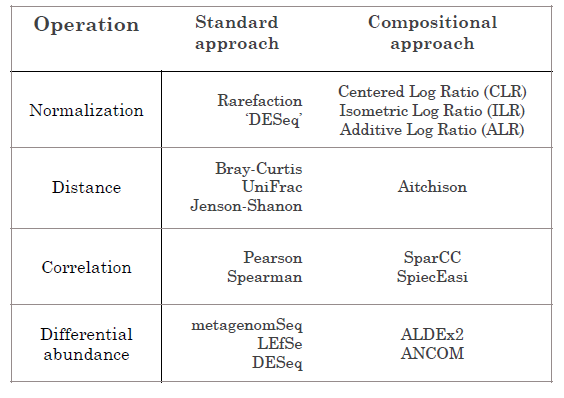 Operation
Standard
approach
Compositional
approach
Normalization
Rarefaction
‘DESeq’
Centered Log Ratio (CLR)
Isometric Log Ratio (ILR)
Additive Log Ratio (ALR)
Distance
Bray-Curtis
UniFrac
Jenson-Shanon
Aitchison
Correlation
Pearson
Spearman
SparCC
SpiecEasi
Differential
abundance
metagenomSeq
LEfSe
DESeq
ALDEx2
ANCOM